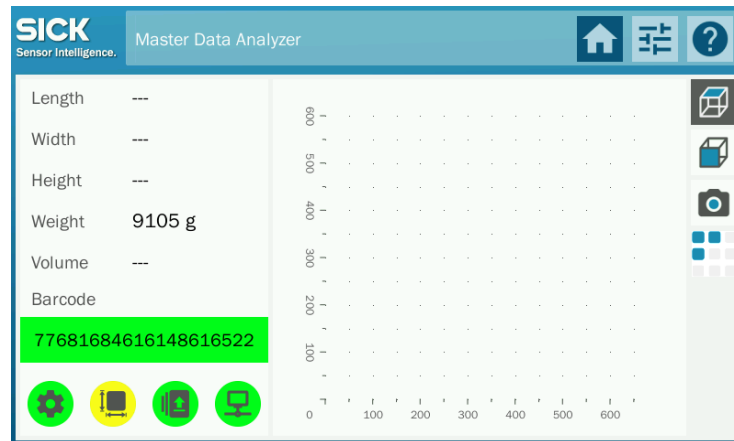 SICK
Sensor Intelligence.
Master Data Analyzer
?
Length ---
Width ---
Height ---
Weight 9105 g
Volume ---
Barcode
77681684616148616522
600
500
400
300
200
100
0 100 200 300 400 500 600